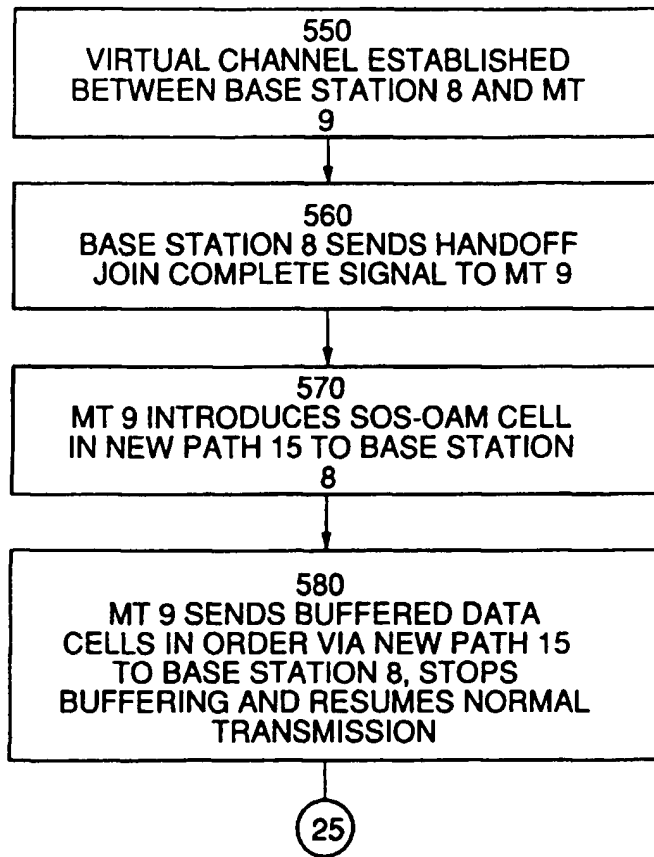 550
VIRTUAL CHANNEL ESTABLISHED
BETWEEN BASE STATION 8 AND MT
9
560
BASE STATION 8 SENDS HANDOFF
JOIN COMPLETE SIGNAL TO MT 9
570
MT 9 INTRODUCES SOS-OAM CELL
IN NEW PATH 15 TO BASE STATION
8
580
MT 9 SENDS BUFFERED DATA
CELLS IN ORDER VIA NEW PATH 15
TO BASE STATION 8, STOPS
BUFFERING AND RESUMES NORMAL
TRANSMISSION
25